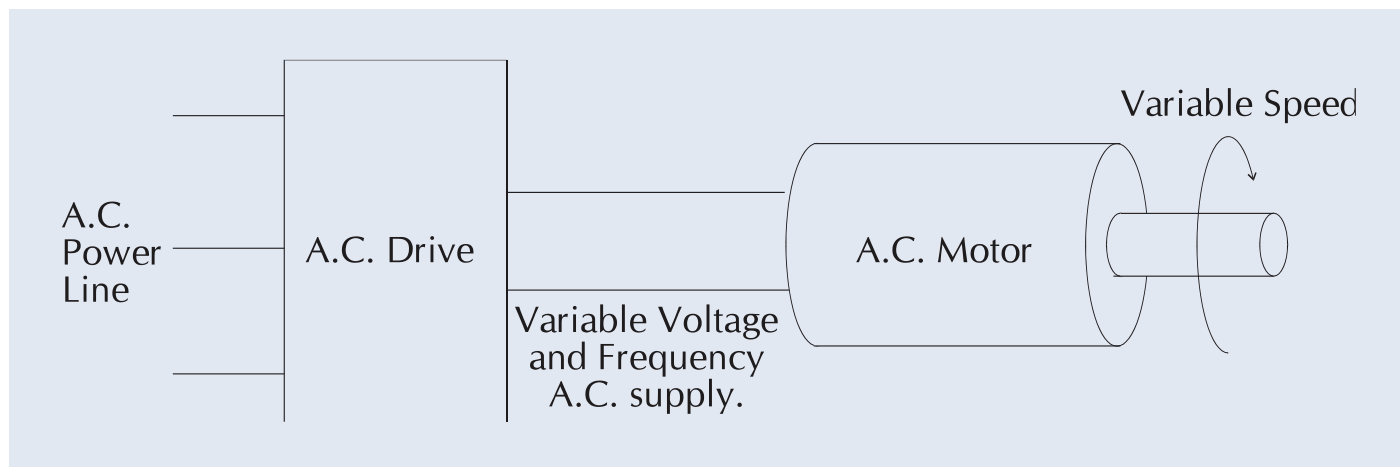 Variable Speed
A.C.
Power
Line
A.C. Drive
A.C. Motor
Variable Voltage
and Frequency
A.C. supply.